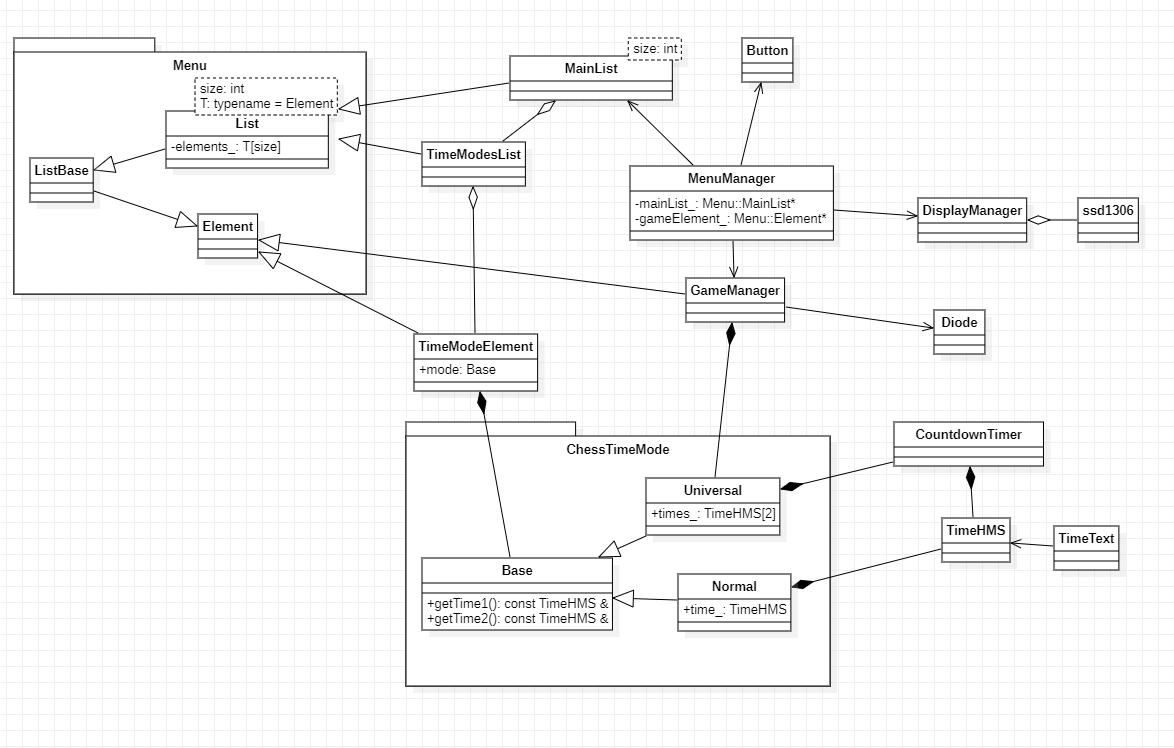 size: int
MainList
Button
Menu
size: int
T: typename = Element
List
-elements_: T[size]
ListBase
TimeModesList
MenuManager
-mainList_: Menu::MainList*
-gameElement_: Menu::Element*
DisplayManager
ssd1306
Element
GameManager
Diode
TimeModeElement
+mode: Base
CountdownTimer
ChessTimeMode
Universal
+times_: TimeHMS[2]
TimeHMS
TimeText
Base
+getTime1(): const TimeHMS &
+getTime2(): const TimeHMS &
Normal
+time_: TimeHMS